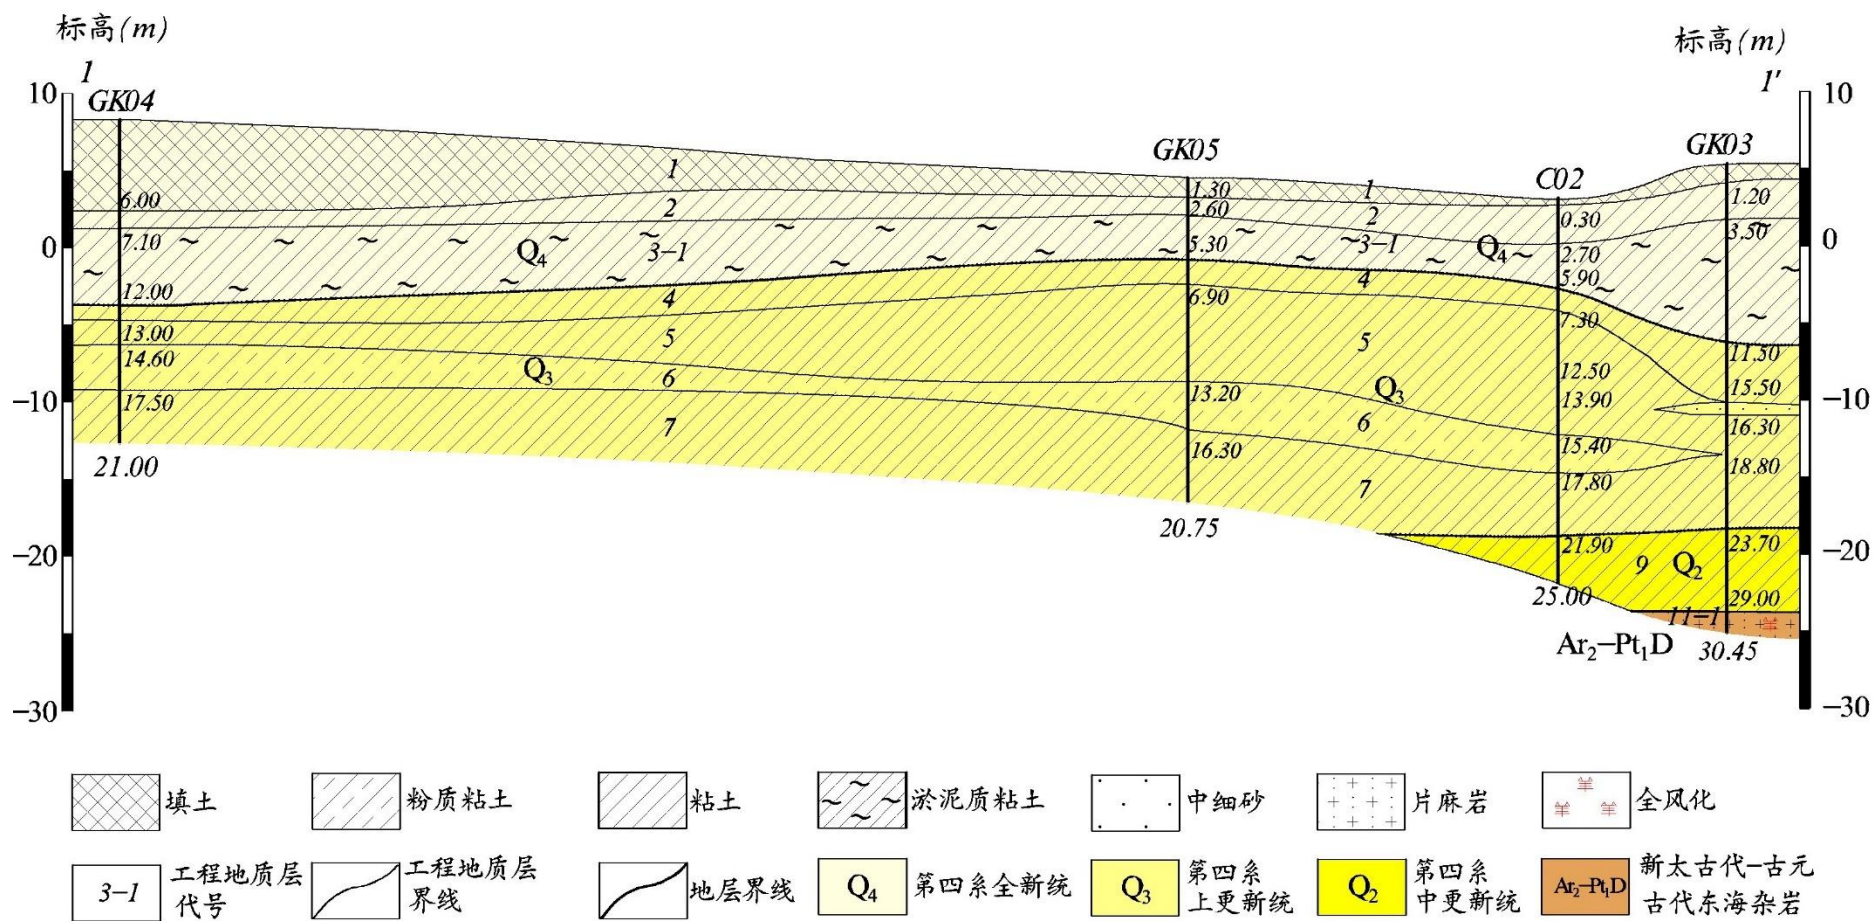 标高(m)
标高(m)
1
1′
10
10
GK04
GK05
C02
GK03
1
1
6.00
1.30
0.30
1.20
2
2.60
2
7.10
3-1
5.30
3-1
2.70
3.50
0
0
Q₄
Q₄
12.00
4
6.90
4
5.90
13.00
5
5
7.30
11.50
14.60
Q₃
6
13.20
Q₃
12.50
15.50
-10
-10
17.50
13.90
7
16.30
6
15.40
16.30
21.00
7
17.80
18.80
20.75
21.90
23.70
-20
-20
9
Q₂
25.00
29.00
11-1
Ar₂-Pt₁D
30.45
-30
-30
填土
粉质粘土
粘土
淤泥质粘土
中细砂
片麻岩
全风化
3-1
工程地质层
代号
工程地质层
界线
地层界线
Q₄
第四系全新统
Q₃
第四系
上更新统
Q₂
第四系
中更新统
Ar₂-Pt₁D
新太古代-古元
古代东海杂岩